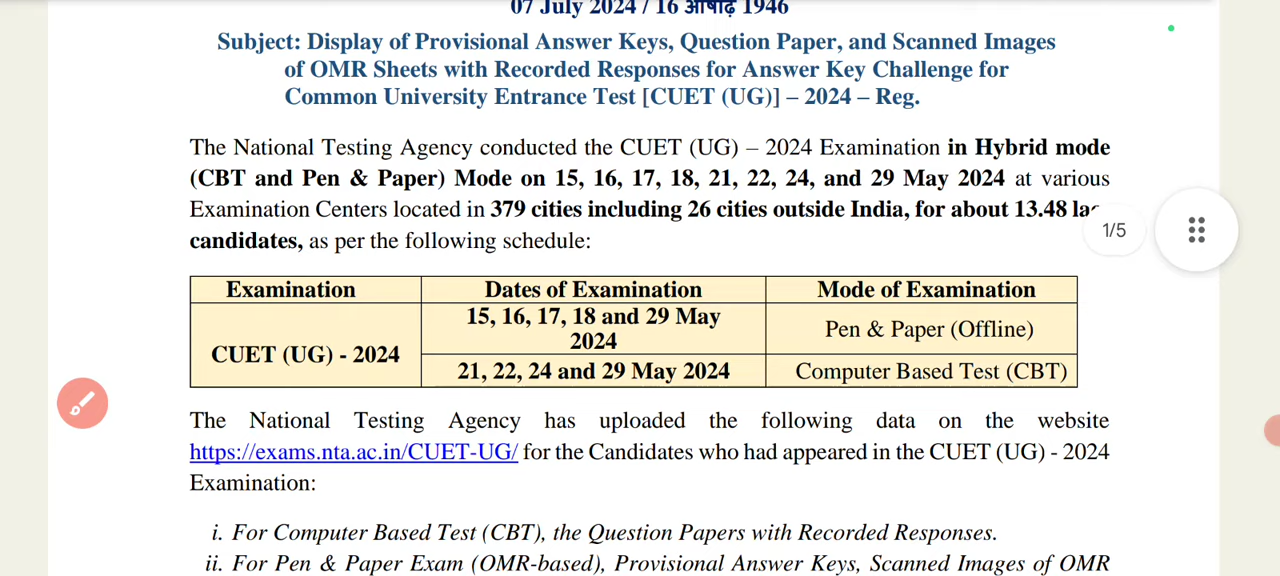 07 July 2024 / 16 आषाढ़ 1946
Subject: Display of Provisional Answer Keys, Question Paper, and Scanned Images
of OMR Sheets with Recorded Responses for Answer Key Challenge for
Common University Entrance Test [CUET (UG)] – 2024 – Reg.
The National Testing Agency conducted the CUET (UG) – 2024 Examination in Hybrid mode
(CBT and Pen & Paper) Mode on 15, 16, 17, 18, 21, 22, 24, and 29 May 2024 at various
Examination Centers located in 379 cities including 26 cities outside India, for about 13.48
1/5
candidates, as per the following schedule:
Examination Dates of Examination Mode of Examination
15, 16, 17, 18 and 29 May
2024
Pen & Paper (Offline)
CUET (UG) - 2024
21, 22, 24 and 29 May 2024 Computer Based Test (CBT)
The National Testing Agency has uploaded the following data on the website
https://exams.nta.ac.in/CUET-UG/ for the Candidates who had appeared in the CUET (UG) - 2024
Examination:
i. For Computer Based Test (CBT), the Question Papers with Recorded Responses.
ii. For Pen & Paper Exam (OMR-based), Provisional Answer Keys, Scanned Images of OMR